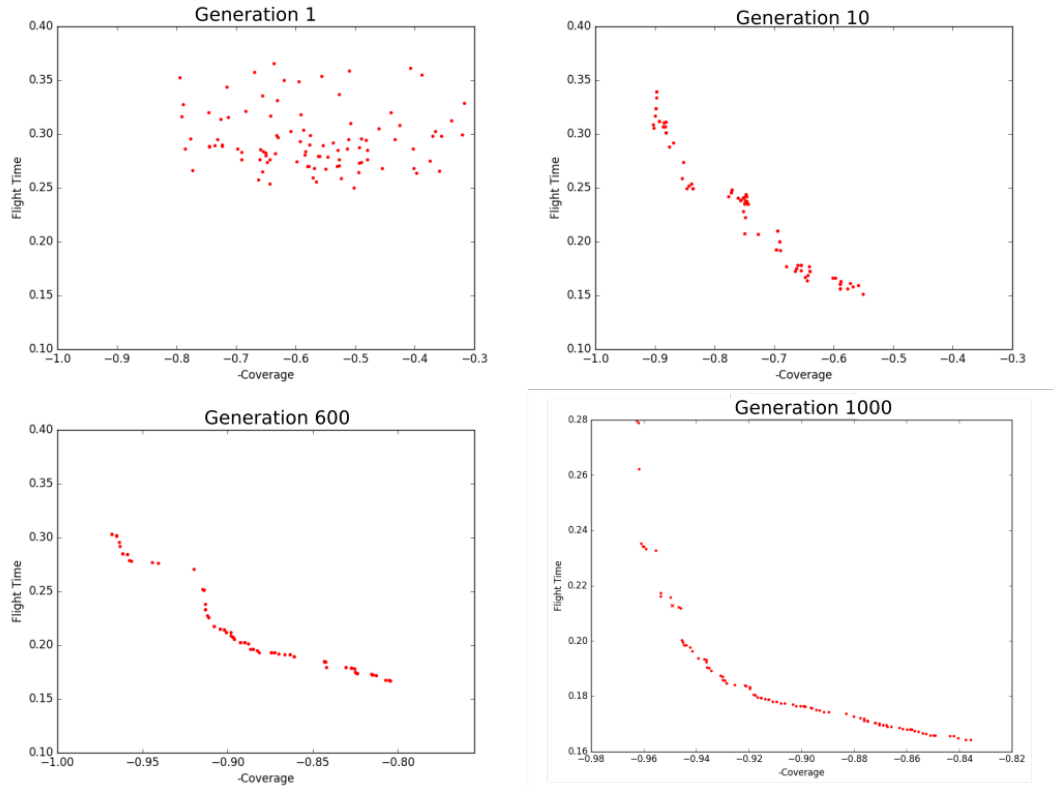 Generation 1
0.40
0.35
0.30
0.25
0.20
0.15
0.10
Flight Time
−1.0 −0.9 −0.8 −0.7 −0.6 −0.5 −0.4 −0.3
-Coverage
Generation 10
0.40
0.35
0.30
0.25
0.20
0.15
0.10
Flight Time
−1.0 −0.9 −0.8 −0.7 −0.6 −0.5 −0.4 −0.3
-Coverage
Generation 600
0.40
0.35
0.30
0.25
0.20
0.15
0.10
Flight Time
−1.00 −0.95 −0.90 −0.85 −0.80
-Coverage
Generation 1000
0.28
0.26
0.24
0.22
0.20
0.18
0.16
Flight Time
−0.98 −0.96 −0.94 −0.92 −0.90 −0.88 −0.86 −0.84 −0.82
-Coverage